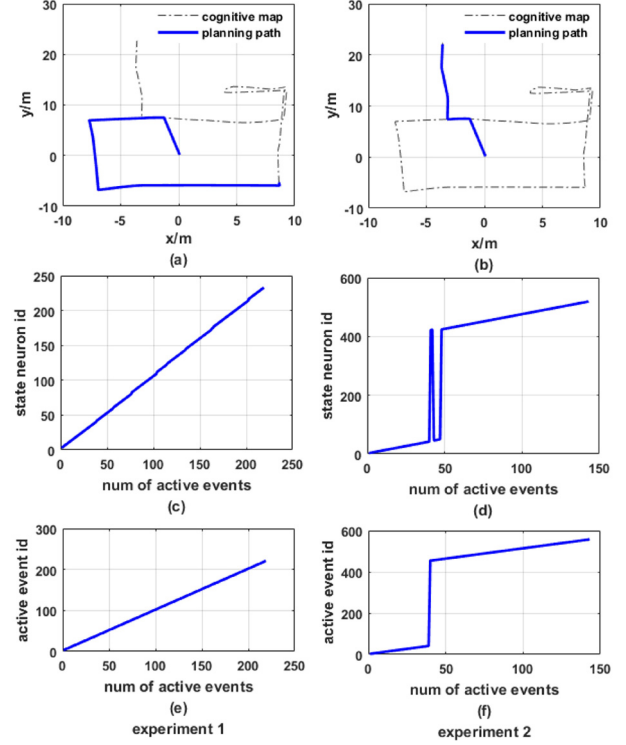 30
20
10
0
-10
y/m
cognitive map
planning path
-10 -5 0 5 10
x/m
(a)
30
20
10
0
-10
y/m
cognitive map
planning path
-10 -5 0 5 10
x/m
(b)
250
200
150
100
50
0
state neuron id
0 50 100 150 200 250
num of active events
(c)
600
400
200
0
state neuron id
0 50 100 150
num of active events
(d)
300
200
100
0
active event id
0 50 100 150 200 250
num of active events
(e)
experiment 1
600
400
200
0
active event id
0 50 100 150
num of active events
(f)
experiment 2